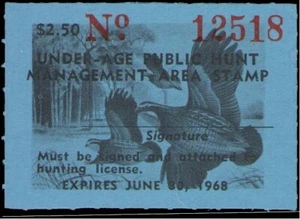 $2.50 No 12518
UNDER-AGE PUBLIC HUNT
MANAGEMENT AREA STAMP
Signature
Must be signed and attached to
hunting license.
EXPIRES JUNE 30, 1968